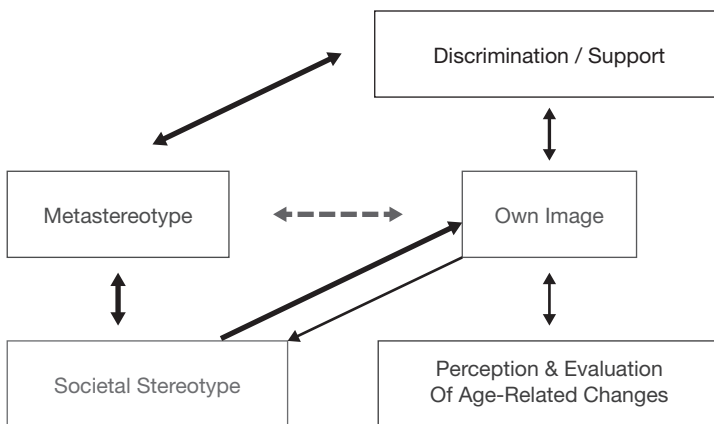 Discrimination / Support
Metastereotype
Own Image
Societal Stereotype
Perception & Evaluation
Of Age-Related Changes